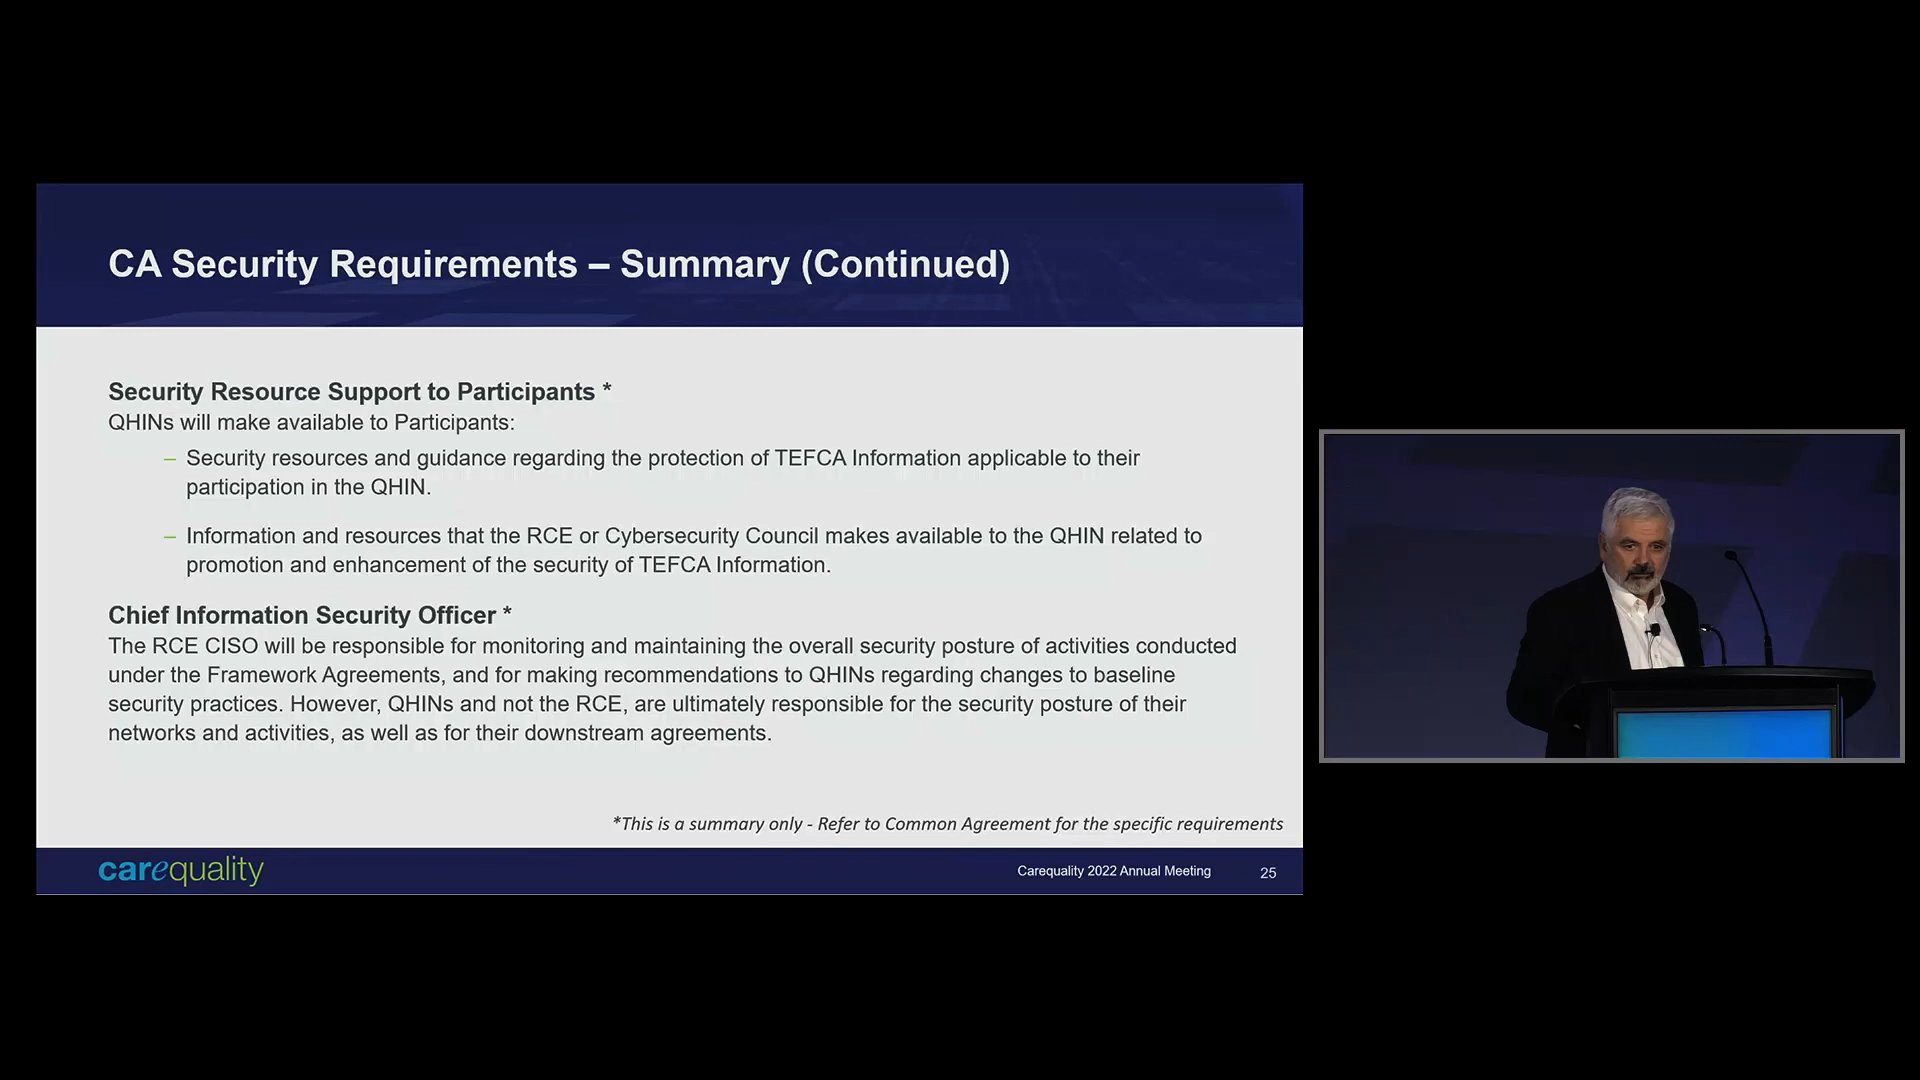 CA Security Requirements – Summary (Continued)
Security Resource Support to Participants *
QHINs will make available to Participants:
– Security resources and guidance regarding the protection of TEFCA Information applicable to their
participation in the QHIN.
– Information and resources that the RCE or Cybersecurity Council makes available to the QHIN related to
promotion and enhancement of the security of TEFCA Information.
Chief Information Security Officer *
The RCE CISO will be responsible for monitoring and maintaining the overall security posture of activities conducted
under the Framework Agreements, and for making recommendations to QHINs regarding changes to baseline
security practices. However, QHINs and not the RCE, are ultimately responsible for the security posture of their
networks and activities, as well as for their downstream agreements.
*This is a summary only - Refer to Common Agreement for the specific requirements
carequality
Carequality 2022 Annual Meeting
25